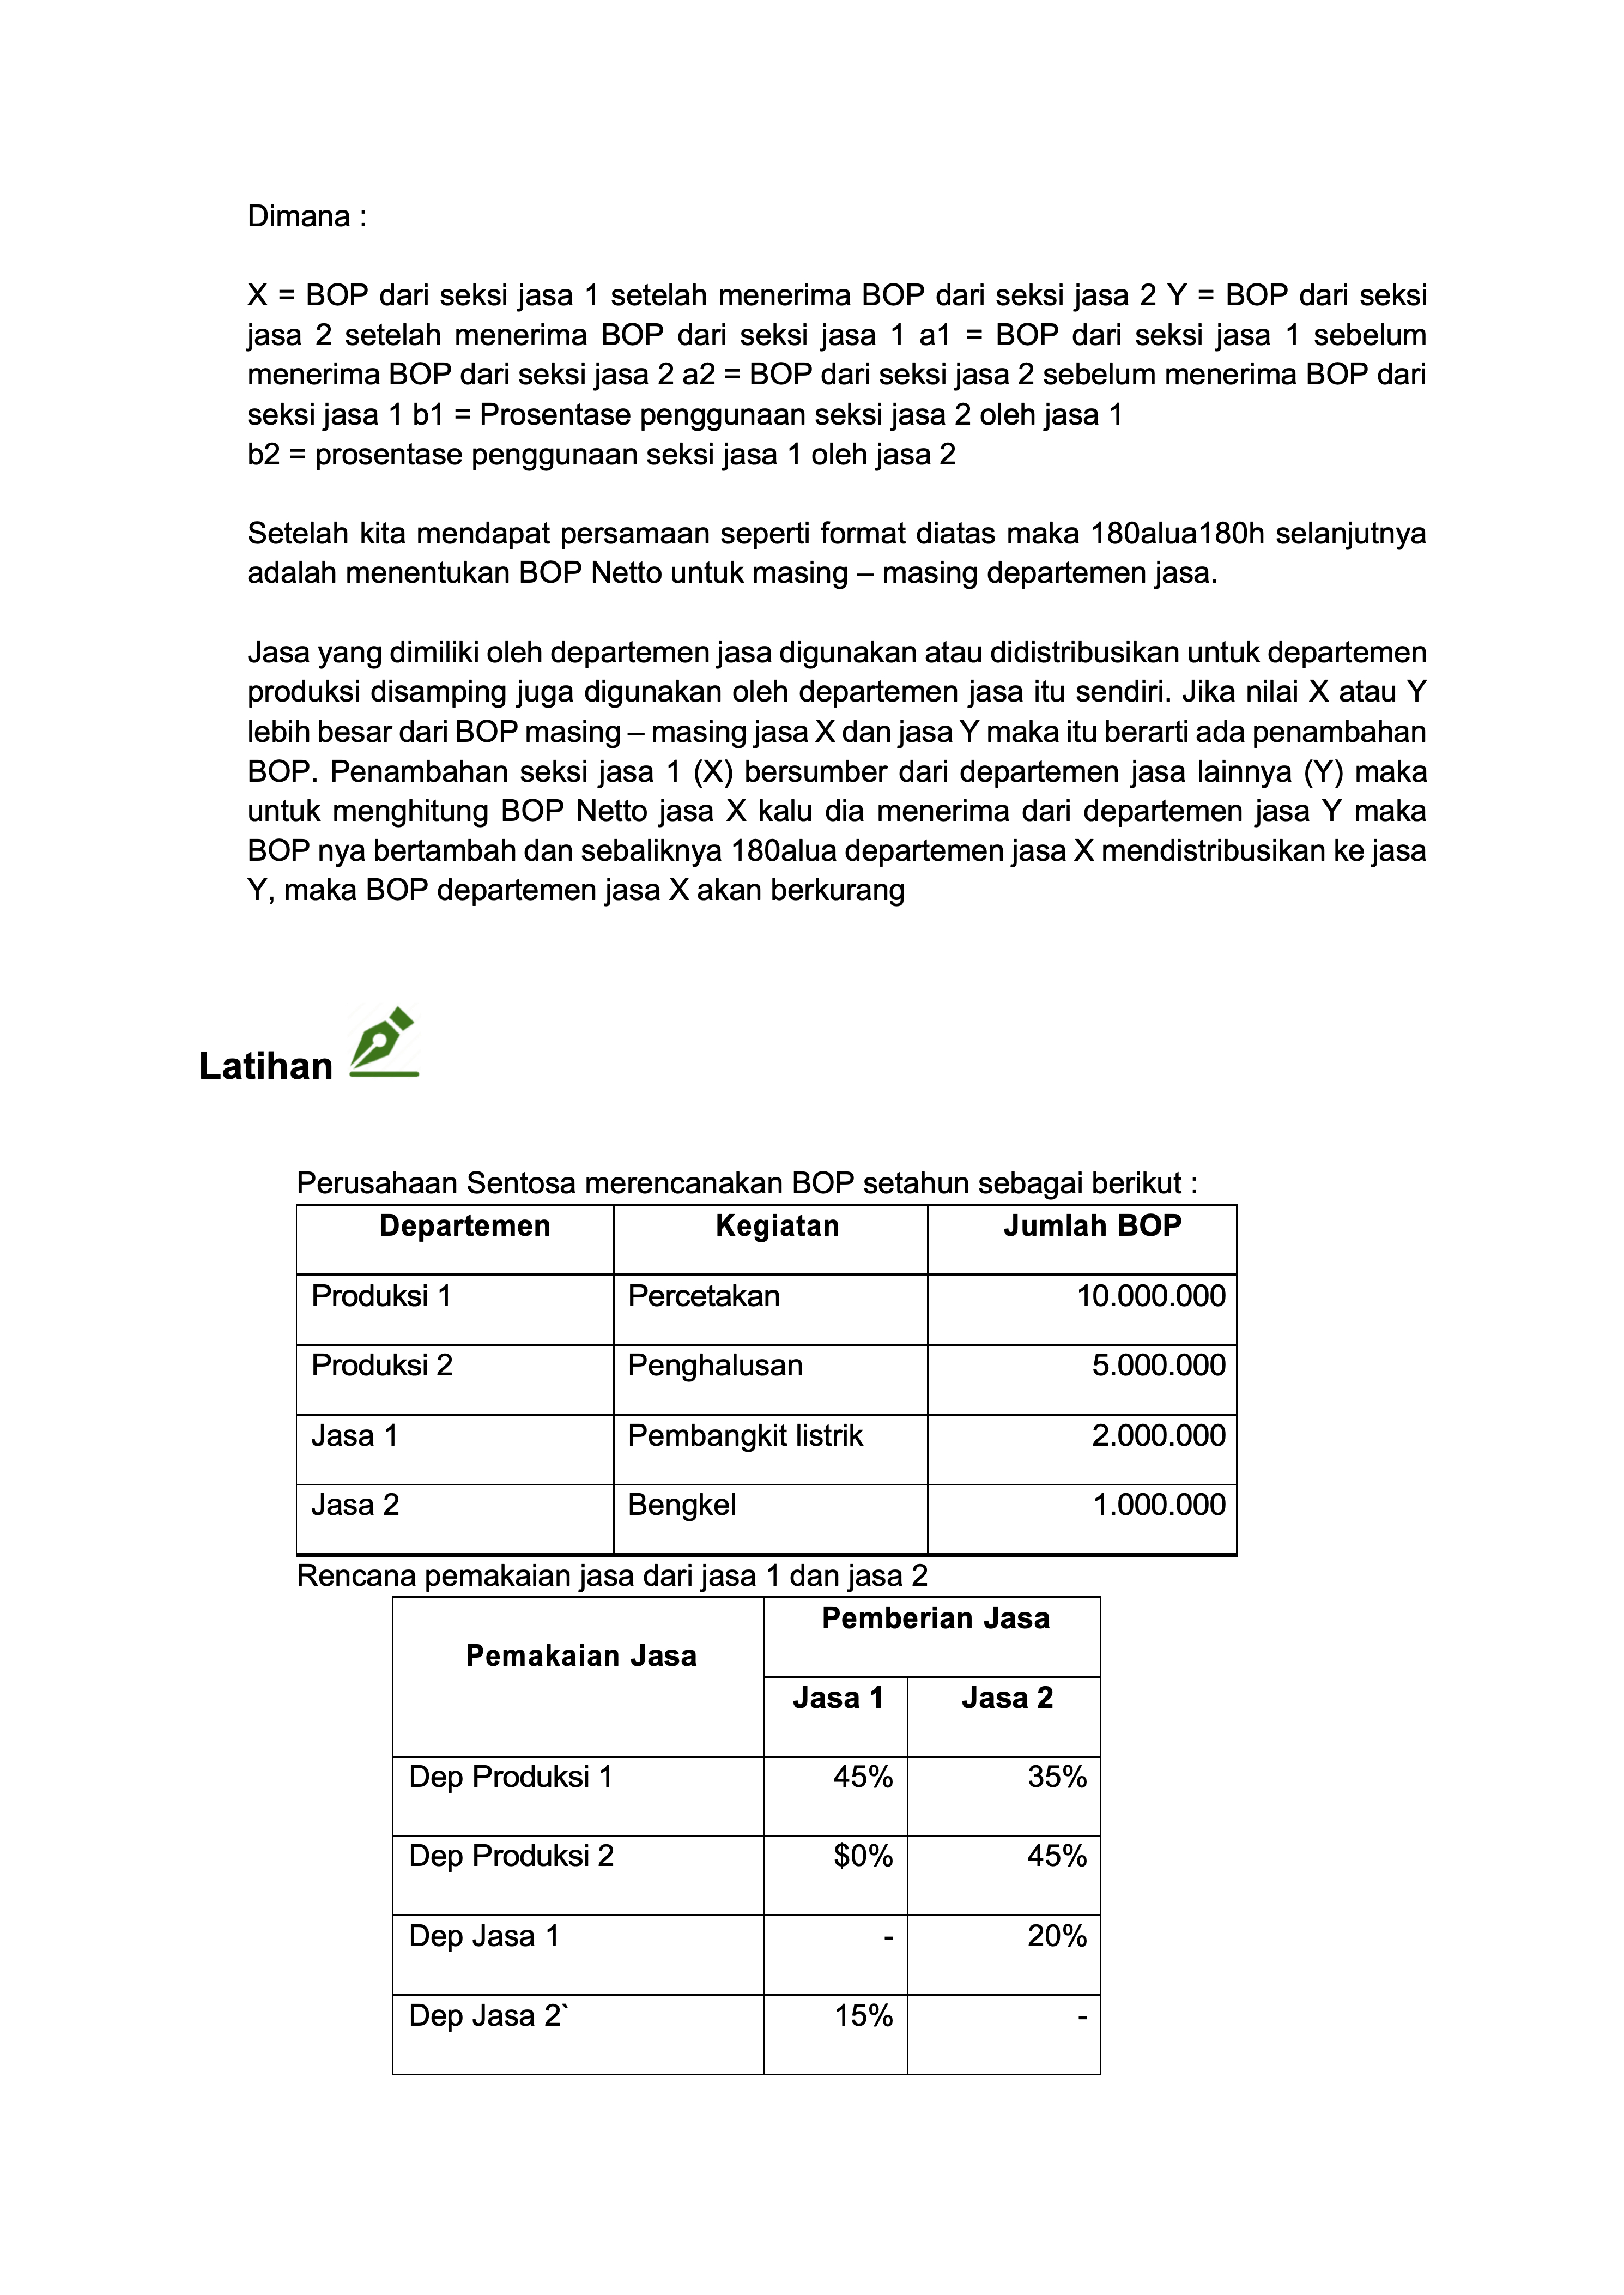 Dimana :
X = BOP dari seksi jasa 1 setelah menerima BOP dari seksi jasa 2 Y = BOP dari seksi
jasa 2 setelah menerima BOP dari seksi jasa 1 a1 = BOP dari seksi jasa 1 sebelum
menerima BOP dari seksi jasa 2 a2 = BOP dari seksi jasa 2 sebelum menerima BOP dari
seksi jasa 1 b1 = Prosentase penggunaan seksi jasa 2 oleh jasa 1
b2 = prosentase penggunaan seksi jasa 1 oleh jasa 2
Setelah kita mendapat persamaan seperti format diatas maka 180alua180h selanjutnya
adalah menentukan BOP Netto untuk masing – masing departemen jasa.
Jasa yang dimiliki oleh departemen jasa digunakan atau didistribusikan untuk departemen
produksi disamping juga digunakan oleh departemen jasa itu sendiri. Jika nilai X atau Y
lebih besar dari BOP masing – masing jasa X dan jasa Y maka itu berarti ada penambahan
BOP. Penambahan seksi jasa 1 (X) bersumber dari departemen jasa lainnya (Y) maka
untuk menghitung BOP Netto jasa X kalu dia menerima dari departemen jasa Y maka
BOP nya bertambah dan sebaliknya 180alua departemen jasa X mendistribusikan ke jasa
Y, maka BOP departemen jasa X akan berkurang
Latihan
Perusahaan Sentosa merencanakan BOP setahun sebagai berikut :
Departemen Kegiatan Jumlah BOP
Produksi 1 Percetakan 10.000.000
Produksi 2 Penghalusan 5.000.000
Jasa 1 Pembangkit listrik 2.000.000
Jasa 2 Bengkel 1.000.000
Rencana pemakaian jasa dari jasa 1 dan jasa 2
Pemakaian Jasa Pemberian Jasa
Jasa 1 Jasa 2
Dep Produksi 1 45% 35%
Dep Produksi 2 $0% 45%
Dep Jasa 1 - 20%
Dep Jasa 2` 15% -